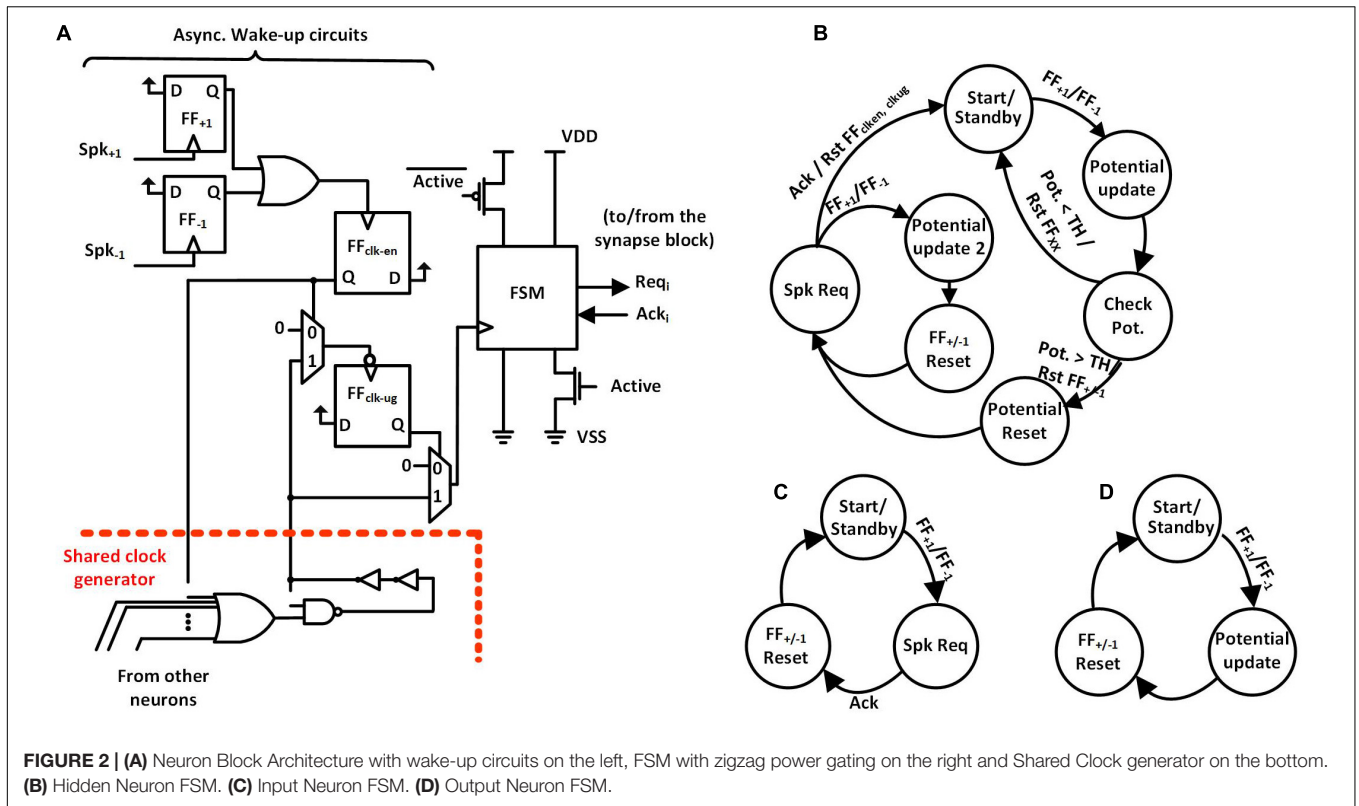 A
Async. Wake-up circuits
D Q
FF+1
Spk+1
D Q
FF-1
Spk-1
FFclk-en
Q D
0
0
1
FFclk-ug
D Q
0
0
1
Active
VDD
FSM
(to/from the
synapse block)
Reqi
Acki
Active
VSS
Shared clock
generator
From other
neurons
B
Start/
Standby
FF+1/FF-1
Potential
update
Ack / Rst FFclken, clkug
FF+1/FF-1
Potential
update 2
Pot. < TH /
Rst FFXX
Spk Req
FF+/-1
Reset
Check
Pot.
Pot. > TH/
Rst FF+/-1
Potential
Reset
C
Start/
Standby
FF+1/FF-1
FF+/-1
Reset
Spk Req
Ack
D
Start/
Standby
FF+1/FF-1
FF+/-1
Reset
Potential
update
FIGURE 2 | (A) Neuron Block Architecture with wake-up circuits on the left, FSM with zigzag power gating on the right and Shared Clock generator on the bottom.
(B) Hidden Neuron FSM. (C) Input Neuron FSM. (D) Output Neuron FSM.